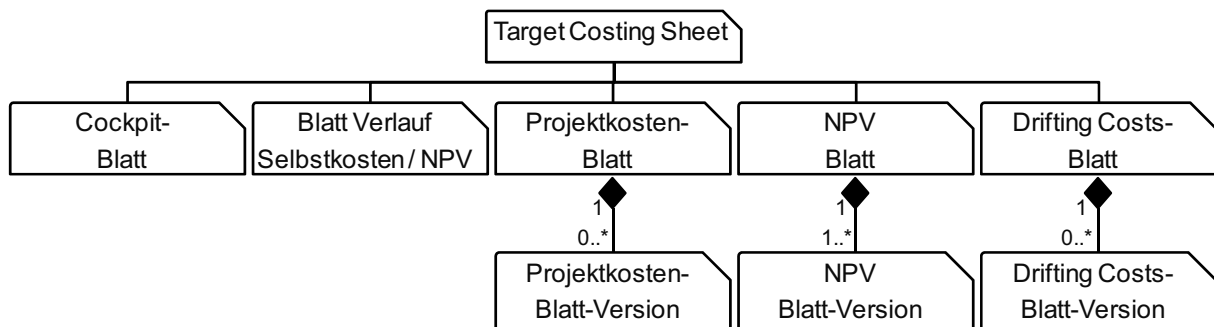 Target Costing Sheet
Cockpit-
Blatt
Blatt Verlauf
Selbstkosten / NPV
Projektkosten-
Blatt
NPV
Blatt
Drifting Costs-
Blatt
1
0..*
1
1..*
1
0..*
Projektkosten-
Blatt-Version
NPV
Blatt-Version
Drifting Costs-
Blatt-Version